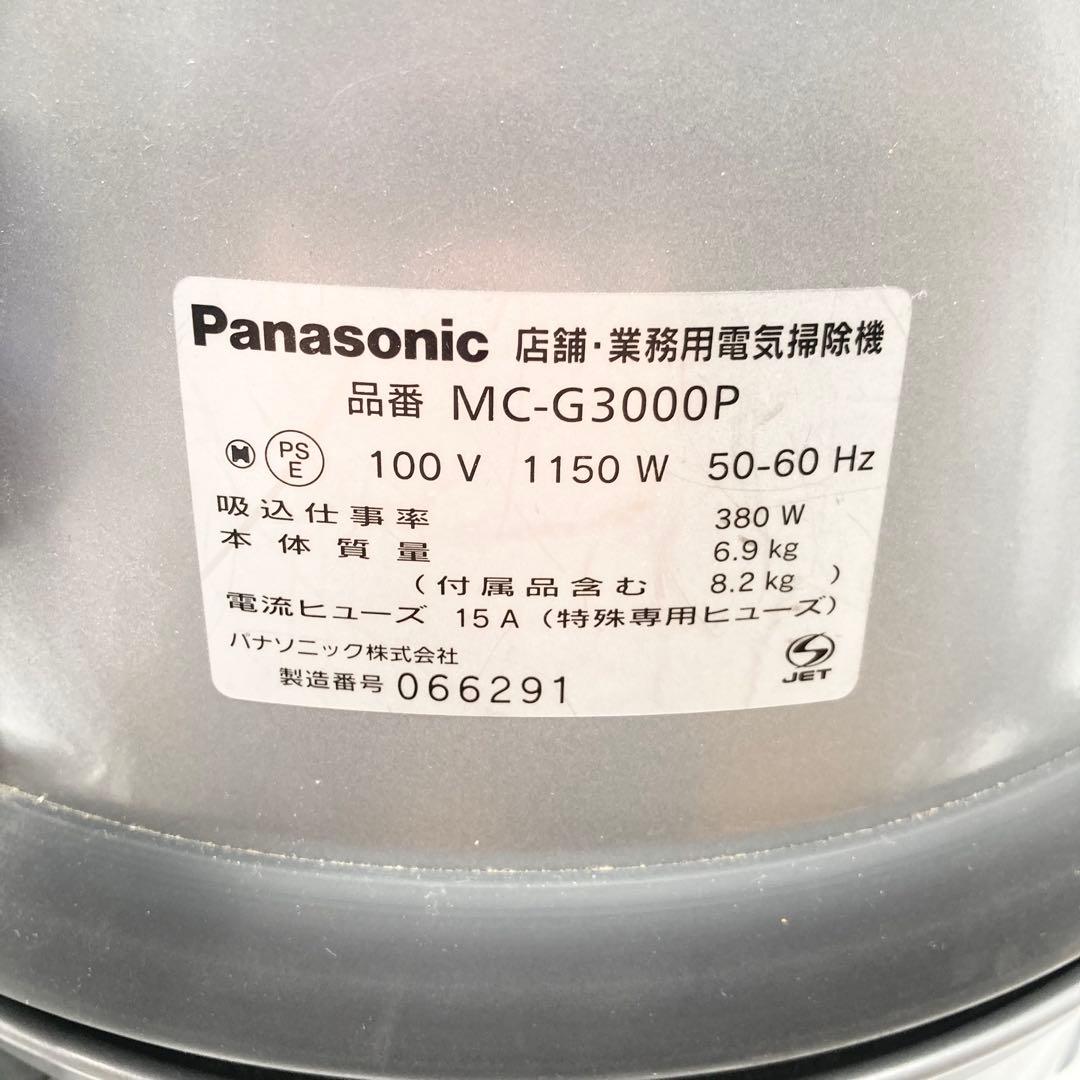 Panasonic 店舗・業務用電気掃除機
品番 MC-G3000P
PS E 100 V 1150 W 50-60 Hz
吸込仕事率 380 W
本体質量 6.9 kg
(付属品含む 8.2 kg )
電流ヒューズ 15 A (特殊専用ヒューズ)
パナソニック株式会社
製造番号 066291
JET